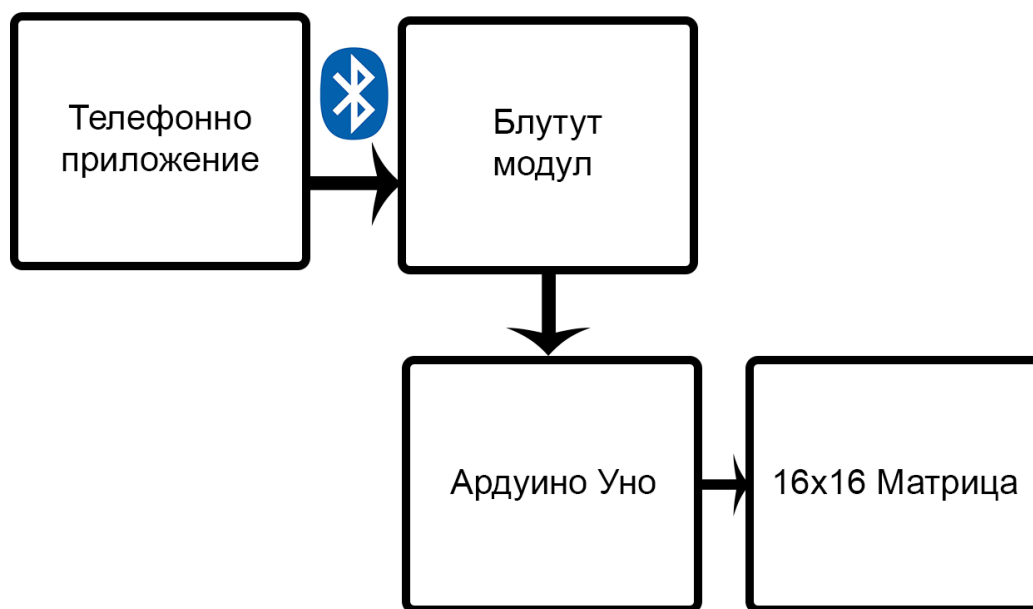 Телефонно
приложение
Блутут
модул
Ардуино Уно
16x16 Матрица